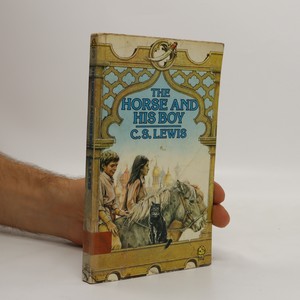 THE
HORSE AND
HIS BOY
C.S. LEWIS